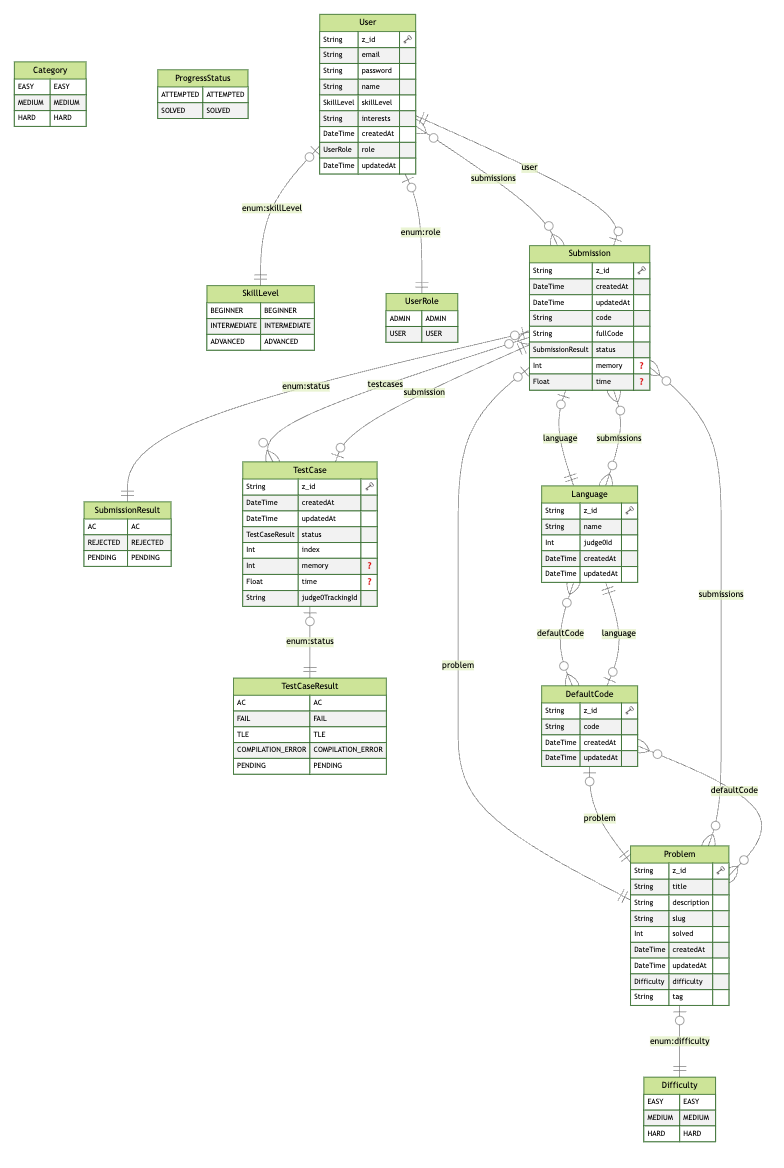 User
String z_id
String email
String password
String name
SkillLevel skillLevel
String interests
DateTime createdAt
UserRole role
DateTime updatedAt
Category
EASY EASY
MEDIUM MEDIUM
HARD HARD
ProgressStatus
ATTEMPTED ATTEMPTED
SOLVED SOLVED
user
submissions
enum:skillLevel
enum:role
Submission
String z_id
DateTime createdAt
DateTime updatedAt
String code
String fullCode
SubmissionResult status
Int memory ?
Float time ?
SkillLevel
BEGINNER BEGINNER
INTERMEDIATE INTERMEDIATE
ADVANCED ADVANCED
UserRole
ADMIN ADMIN
USER USER
enum:status
testcases
submission
language
submissions
TestCase
String z_id
DateTime createdAt
DateTime updatedAt
TestCaseResult status
Int index
Int memory ?
Float time ?
String judge0TrackingId
SubmissionResult
AC AC
REJECTED REJECTED
PENDING PENDING
Language
String z_id
String name
Int judge0Id
DateTime createdAt
DateTime updatedAt
submissions
enum:status
defaultCode
language
problem
TestCaseResult
AC AC
FAIL FAIL
TLE TLE
COMPILATION_ERROR COMPILATION_ERROR
PENDING PENDING
DefaultCode
String z_id
String code
DateTime createdAt
DateTime updatedAt
defaultCode
problem
Problem
String z_id
String title
String description
String slug
Int solved
DateTime createdAt
DateTime updatedAt
Difficulty difficulty
String tag
enum:difficulty
Difficulty
EASY EASY
MEDIUM MEDIUM
HARD HARD